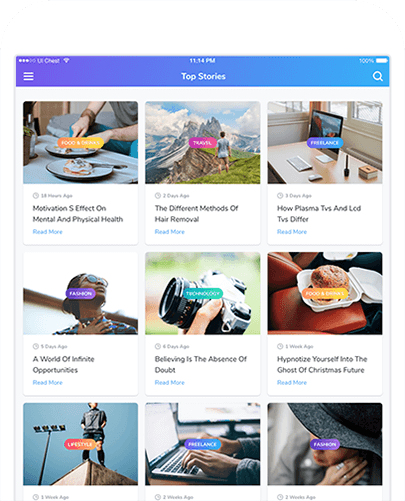 UI Chest
11:14 PM
100%
Top Stories
FOOD & DRINK
TRAVEL
FREELANCE
18 Hours Ago
2 Days Ago
3 Days Ago
Motivation S Effect On
Mental And Physical Health
The Different Methods Of
Hair Removal
How Plasma Tvs And Lcd
Tvs Differ
Read More
Read More
Read More
FASHION
TECHNOLOGY
FOOD & DRINK
5 Days Ago
6 Days Ago
1 Week Ago
A World Of Infinite
Opportunities
Believing Is The Absence Of
Doubt
Hypnotize Yourself Into The
Ghost Of Christmas Future
Read More
Read More
Read More
LIFESTYLE
FREELANCE
FASHION
1 Week Ago
2 Weeks Ago
2 Weeks Ago